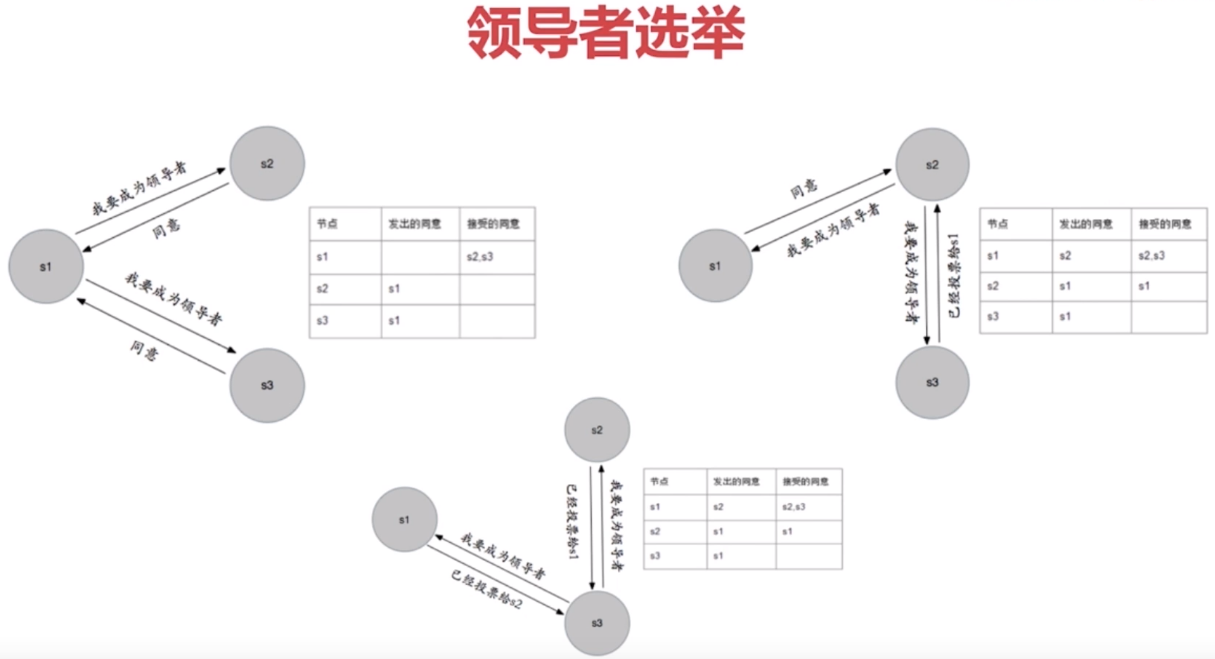 领导者选举
s2
我要成为领导者
同意
s1
我要成为领导者
同意
s3
节点 发出的同意 接受的同意
s1 s2,s3
s2 s1
s3 s1
s2
同意
我要成为领导者
s1
我要成为领导者
已经投票给s1
s3
节点 发出的同意 接受的同意
s1 s2 s2,s3
s2 s1 s1
s3 s1
s2
已经投票给s1
我要成为领导者
s1
我要成为领导者
已经投票给s2
s3
节点 发出的同意 接受的同意
s1 s2 s2,s3
s2 s1 s1
s3 s1